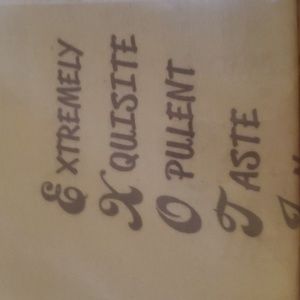 EXTREMELY
XQUISITE
OPULENT
TASTE